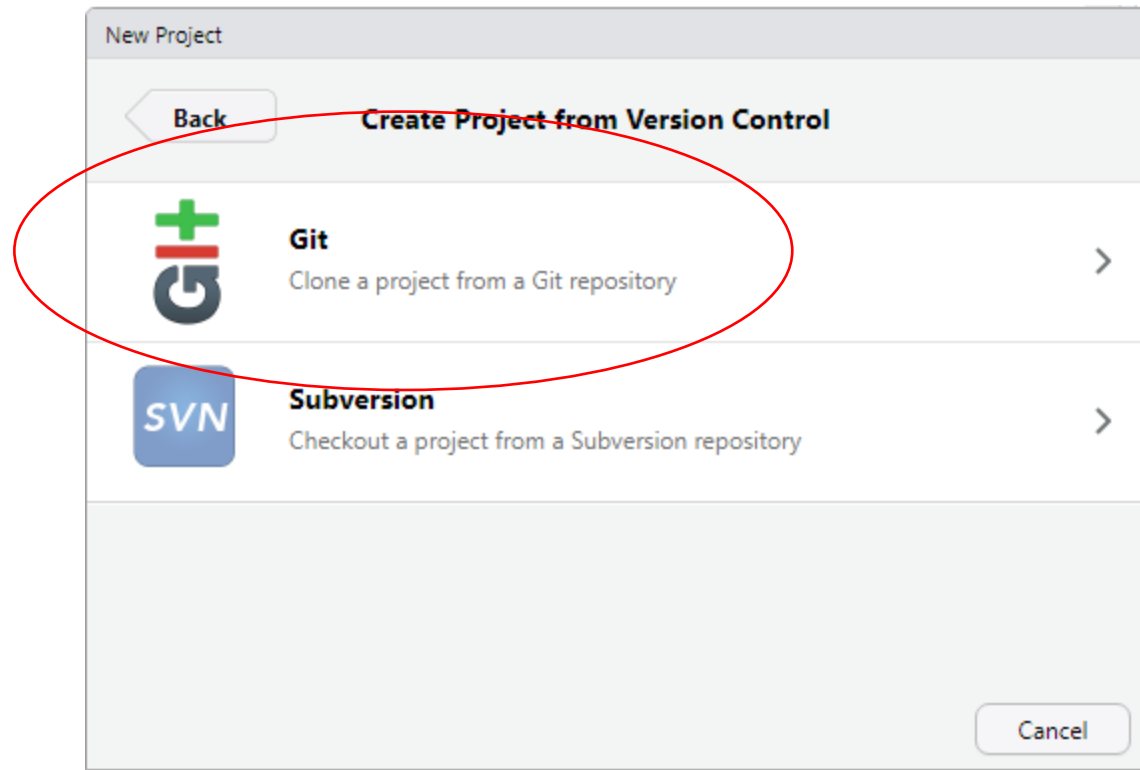 New Project
Back
Create Project from Version Control
git
Git
Clone a project from a Git repository
SVN
Subversion
Checkout a project from a Subversion repository
Cancel